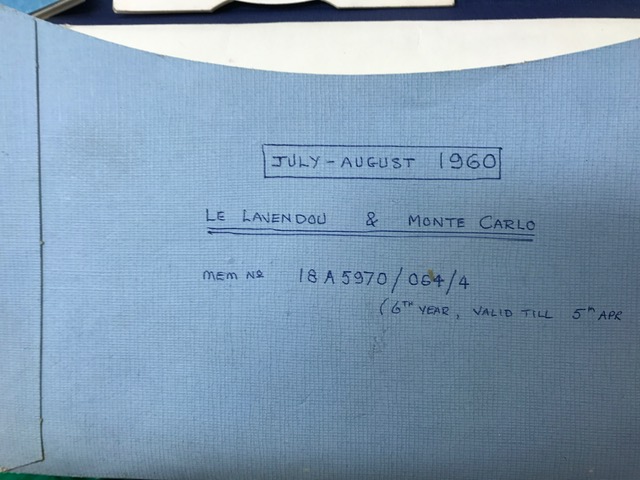 JULY - AUGUST 1960
LE LAVENDOU & MONTE CARLO
MEM Nº 18 A 5970/064/4
(6TH YEAR, VALID TILL 5TH APR